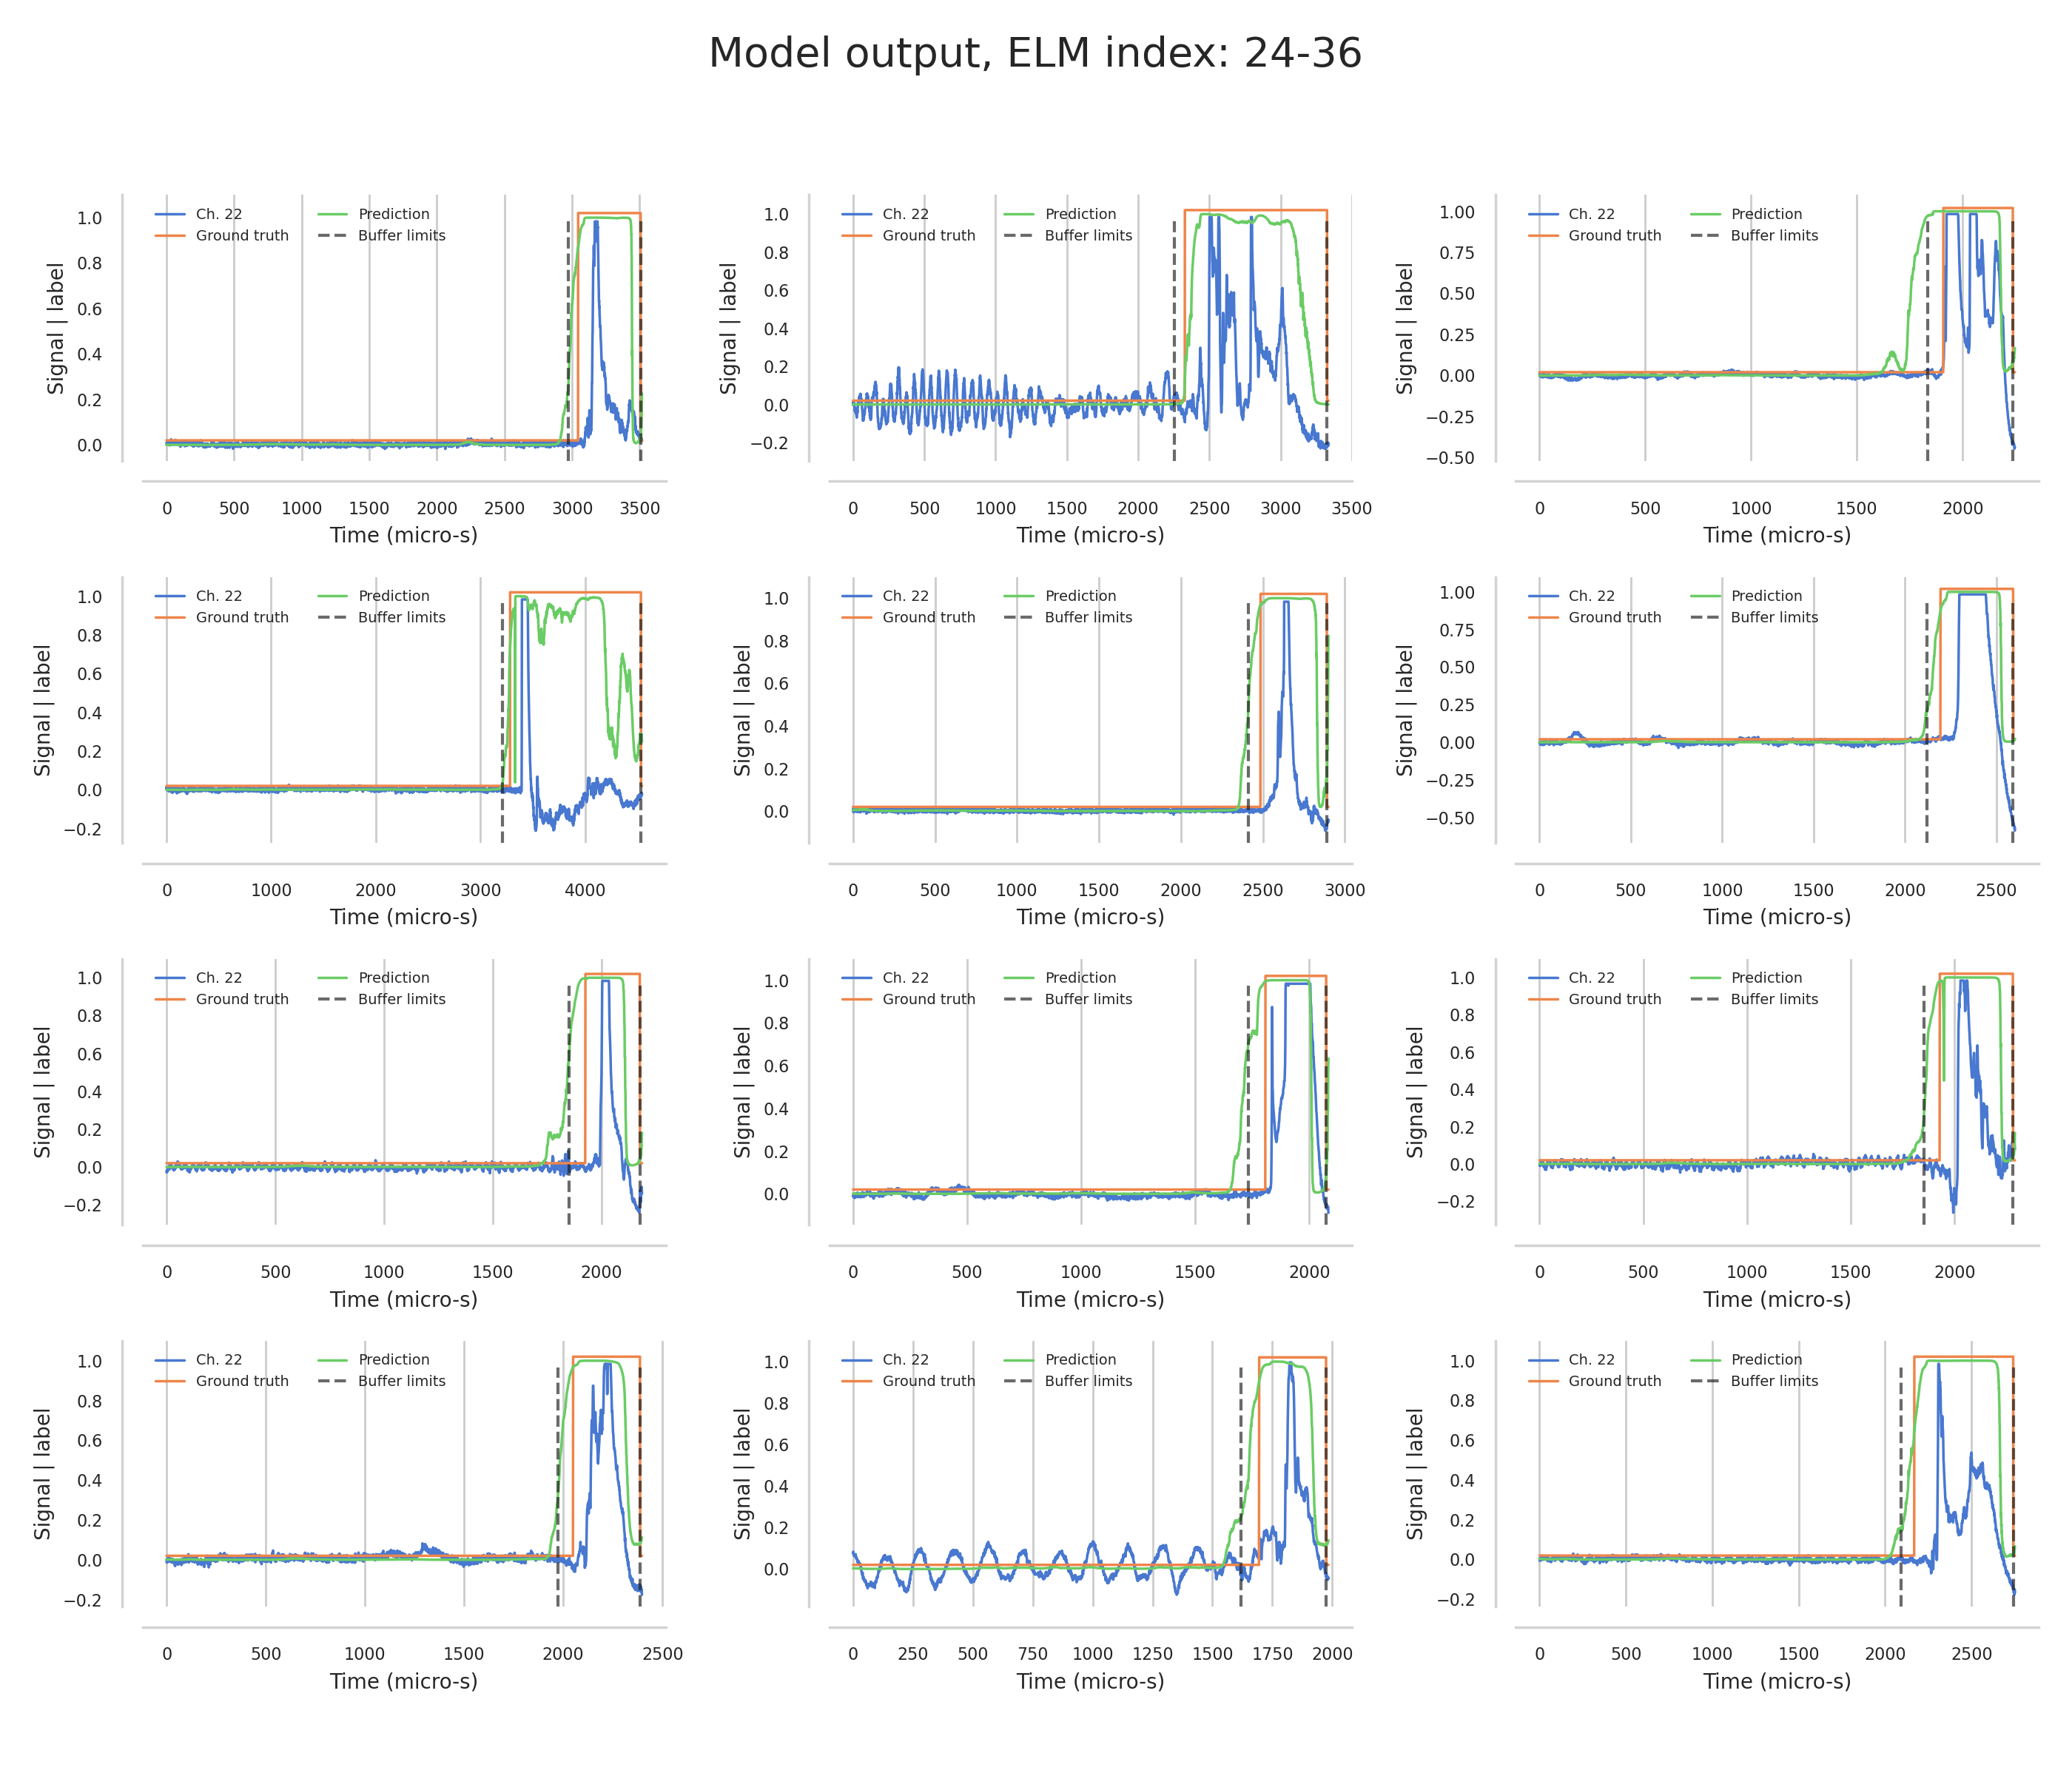 Model output, ELM index: 24-36
Signal | label
1.0
0.8
0.6
0.4
0.2
0.0
Ch. 22
Ground truth
Prediction
Buffer limits
0 500 1000 1500 2000 2500 3000 3500
Time (micro-s)
Signal | label
1.0
0.8
0.6
0.4
0.2
0.0
−0.2
Ch. 22
Ground truth
Prediction
Buffer limits
0 500 1000 1500 2000 2500 3000 3500
Time (micro-s)
Signal | label
1.00
0.75
0.50
0.25
0.00
−0.25
−0.50
Ch. 22
Ground truth
Prediction
Buffer limits
0 500 1000 1500 2000
Time (micro-s)
Signal | label
1.0
0.8
0.6
0.4
0.2
0.0
−0.2
Ch. 22
Ground truth
Prediction
Buffer limits
0 1000 2000 3000 4000
Time (micro-s)
Signal | label
1.0
0.8
0.6
0.4
0.2
0.0
Ch. 22
Ground truth
Prediction
Buffer limits
0 500 1000 1500 2000 2500 3000
Time (micro-s)
Signal | label
1.00
0.75
0.50
0.25
0.00
−0.25
−0.50
Ch. 22
Ground truth
Prediction
Buffer limits
0 500 1000 1500 2000 2500
Time (micro-s)
Signal | label
1.0
0.8
0.6
0.4
0.2
0.0
−0.2
Ch. 22
Ground truth
Prediction
Buffer limits
0 500 1000 1500 2000
Time (micro-s)
Signal | label
1.0
0.8
0.6
0.4
0.2
0.0
Ch. 22
Ground truth
Prediction
Buffer limits
0 500 1000 1500 2000
Time (micro-s)
Signal | label
1.0
0.8
0.6
0.4
0.2
0.0
−0.2
Ch. 22
Ground truth
Prediction
Buffer limits
0 500 1000 1500 2000
Time (micro-s)
Signal | label
1.0
0.8
0.6
0.4
0.2
0.0
−0.2
Ch. 22
Ground truth
Prediction
Buffer limits
0 500 1000 1500 2000 2500
Time (micro-s)
Signal | label
1.0
0.8
0.6
0.4
0.2
0.0
Ch. 22
Ground truth
Prediction
Buffer limits
0 250 500 750 1000 1250 1500 1750 2000
Time (micro-s)
Signal | label
1.0
0.8
0.6
0.4
0.2
0.0
−0.2
Ch. 22
Ground truth
Prediction
Buffer limits
0 500 1000 1500 2000 2500
Time (micro-s)